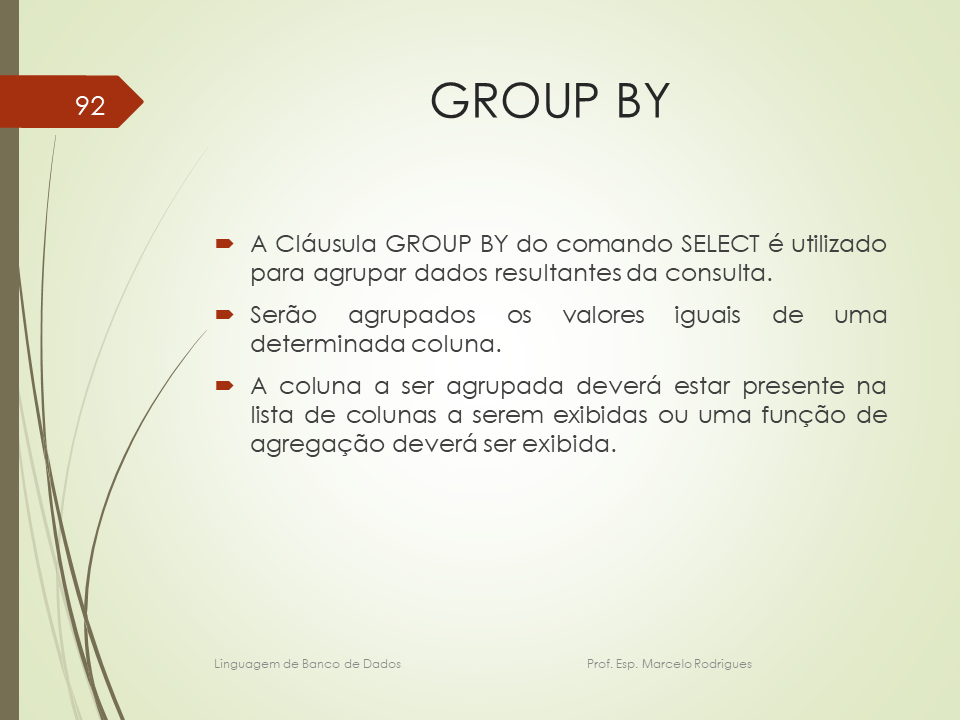 92
GROUP BY
A Cláusula GROUP BY do comando SELECT é utilizado
para agrupar dados resultantes da consulta.
Serão agrupados os valores iguais de uma
determinada coluna.
A coluna a ser agrupada deverá estar presente na
lista de colunas a serem exibidas ou uma função de
agregação deverá ser exibida.
Linguagem de Banco de Dados
Prof. Esp. Marcelo Rodrigues